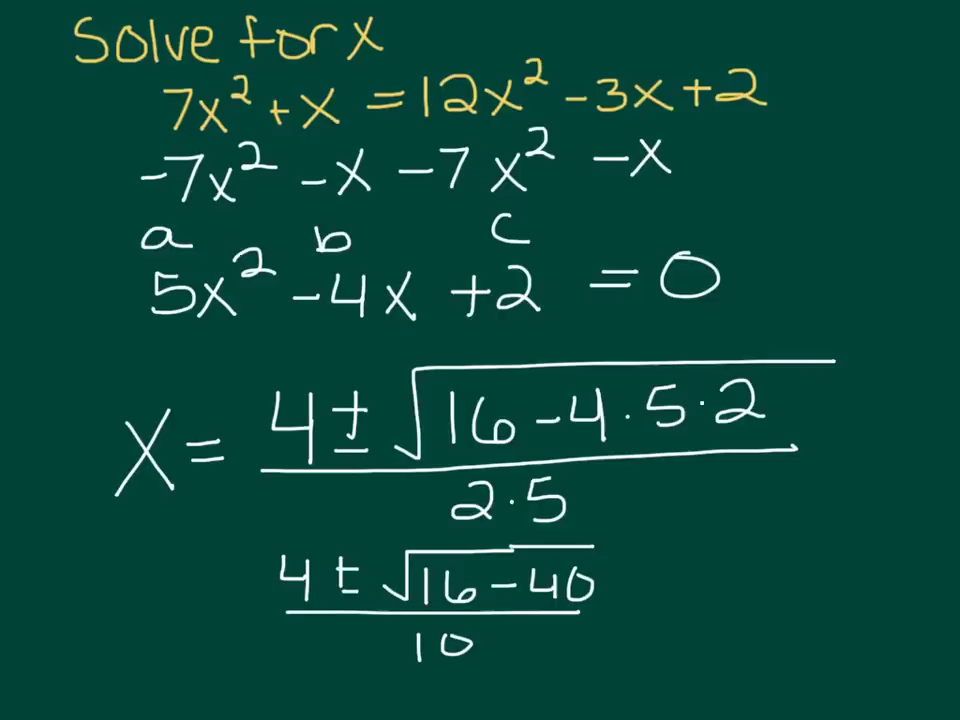 Solve for x
7x² + x = 12x² - 3x + 2
-7x² - x - 7x² - x
a b c
5x² - 4x + 2 = 0
x = 4 ± √16 - 4 · 5 · 2
2 · 5
4 ± √16 - 40
10